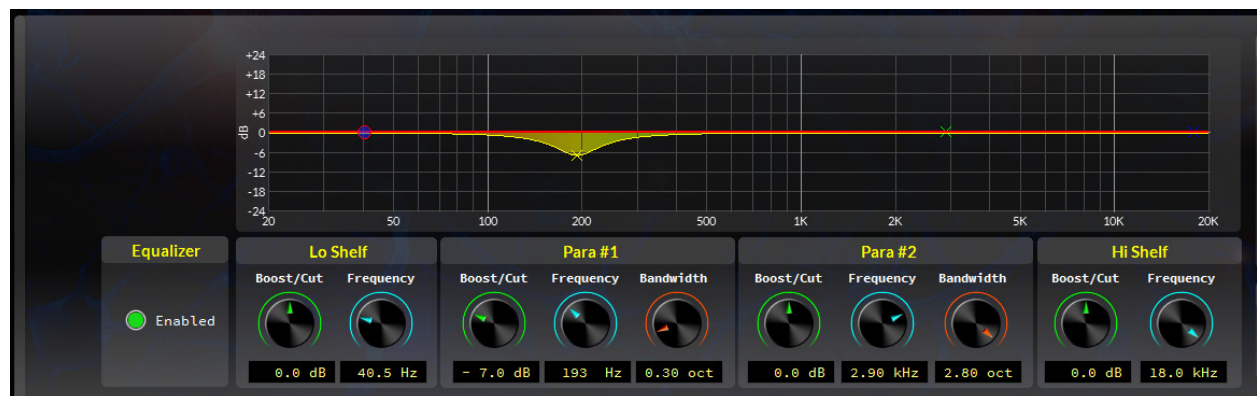 +24
+18
+12
+6
dB 0
-6
-12
-18
-24
20 50 100 200 500 1K 2K 5K 10K 20K
Equalizer Lo Shelf Para #1 Para #2 Hi Shelf
Boost/Cut Frequency Boost/Cut Frequency Bandwidth Boost/Cut Frequency Bandwidth Boost/Cut Frequency
Enabled
0.0 dB 40.5 Hz - 7.0 dB 193 Hz 0.30 oct 0.0 dB 2.90 kHz 2.80 oct 0.0 dB 18.0 kHz